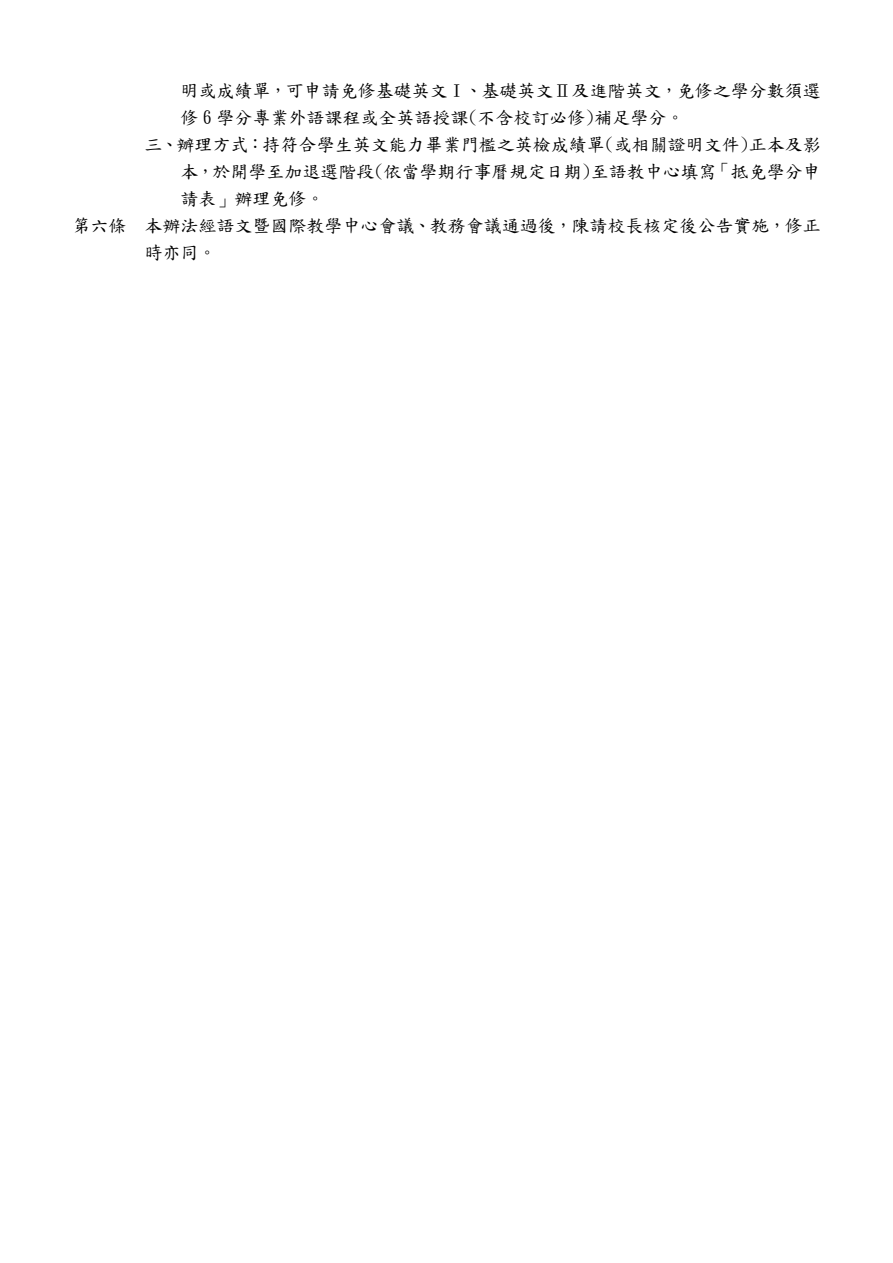 明或成績單，可申請免修基礎英文Ⅰ、基礎英文Ⅱ及進階英文，免修之學分數須選
修 6 學分專業外語課程或全英語授課(不含校訂必修)補足學分。
三、辦理方式：持符合學生英文能力畢業門檻之英檢成績單(或相關證明文件)正本及影
本，於開學至加退選階段(依當學期行事曆規定日期)至語教中心填寫「抵免學分申
請表」辦理免修。
第六條　本辦法經語文暨國際教學中心會議、教務會議通過後，陳請校長核定後公告實施，修正
時亦同。